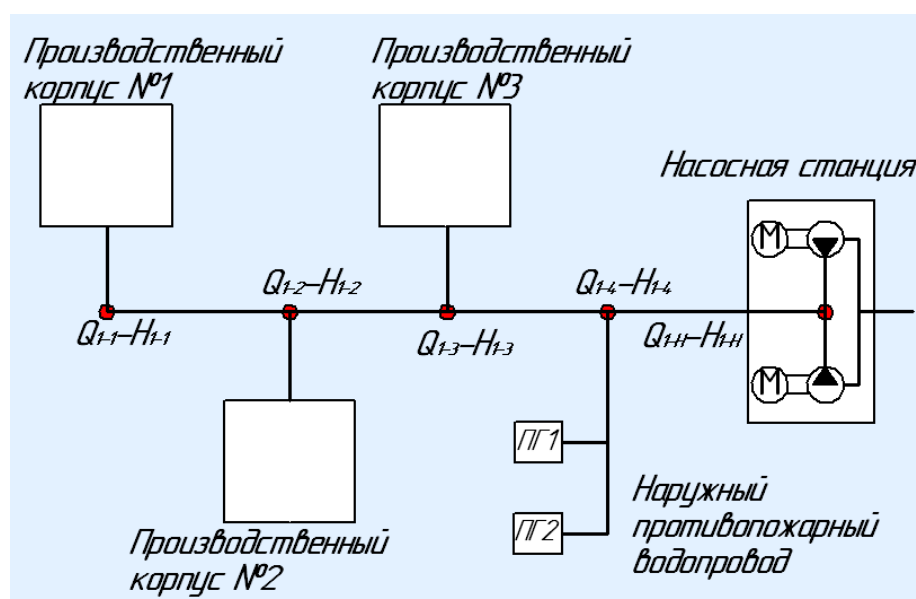 Производственный
корпус №1
Производственный
корпус №3
Насосная станция
М
Q1-2–H1-2
Q1-4–H1-4
Q1-1–H1-1
Q1-3–H1-3
Q1-Н–H1-Н
М
ПГ1
ПГ2
Наружный
противопожарный
водопровод
Производственный
корпус №2